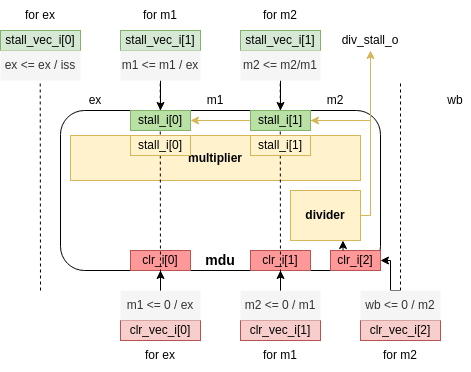 for ex for m1 for m2
stall_vec_i[0] stall_vec_i[1] stall_vec_i[1] div_stall_o
ex <= ex / iss m1 <= m1 / ex m2 <= m2/m1
ex m1 m2 wb
stall_i[0] stall_i[1]
stall_i[0] stall_i[1]
multiplier
divider
clr_i[0] mdu clr_i[1] clr_i[2]
m1 <= 0 / ex m2 <= 0 / m1 wb <= 0 / m2
clr_vec_i[0] clr_vec_i[1] clr_vec_i[2]
for ex for m1 for m2